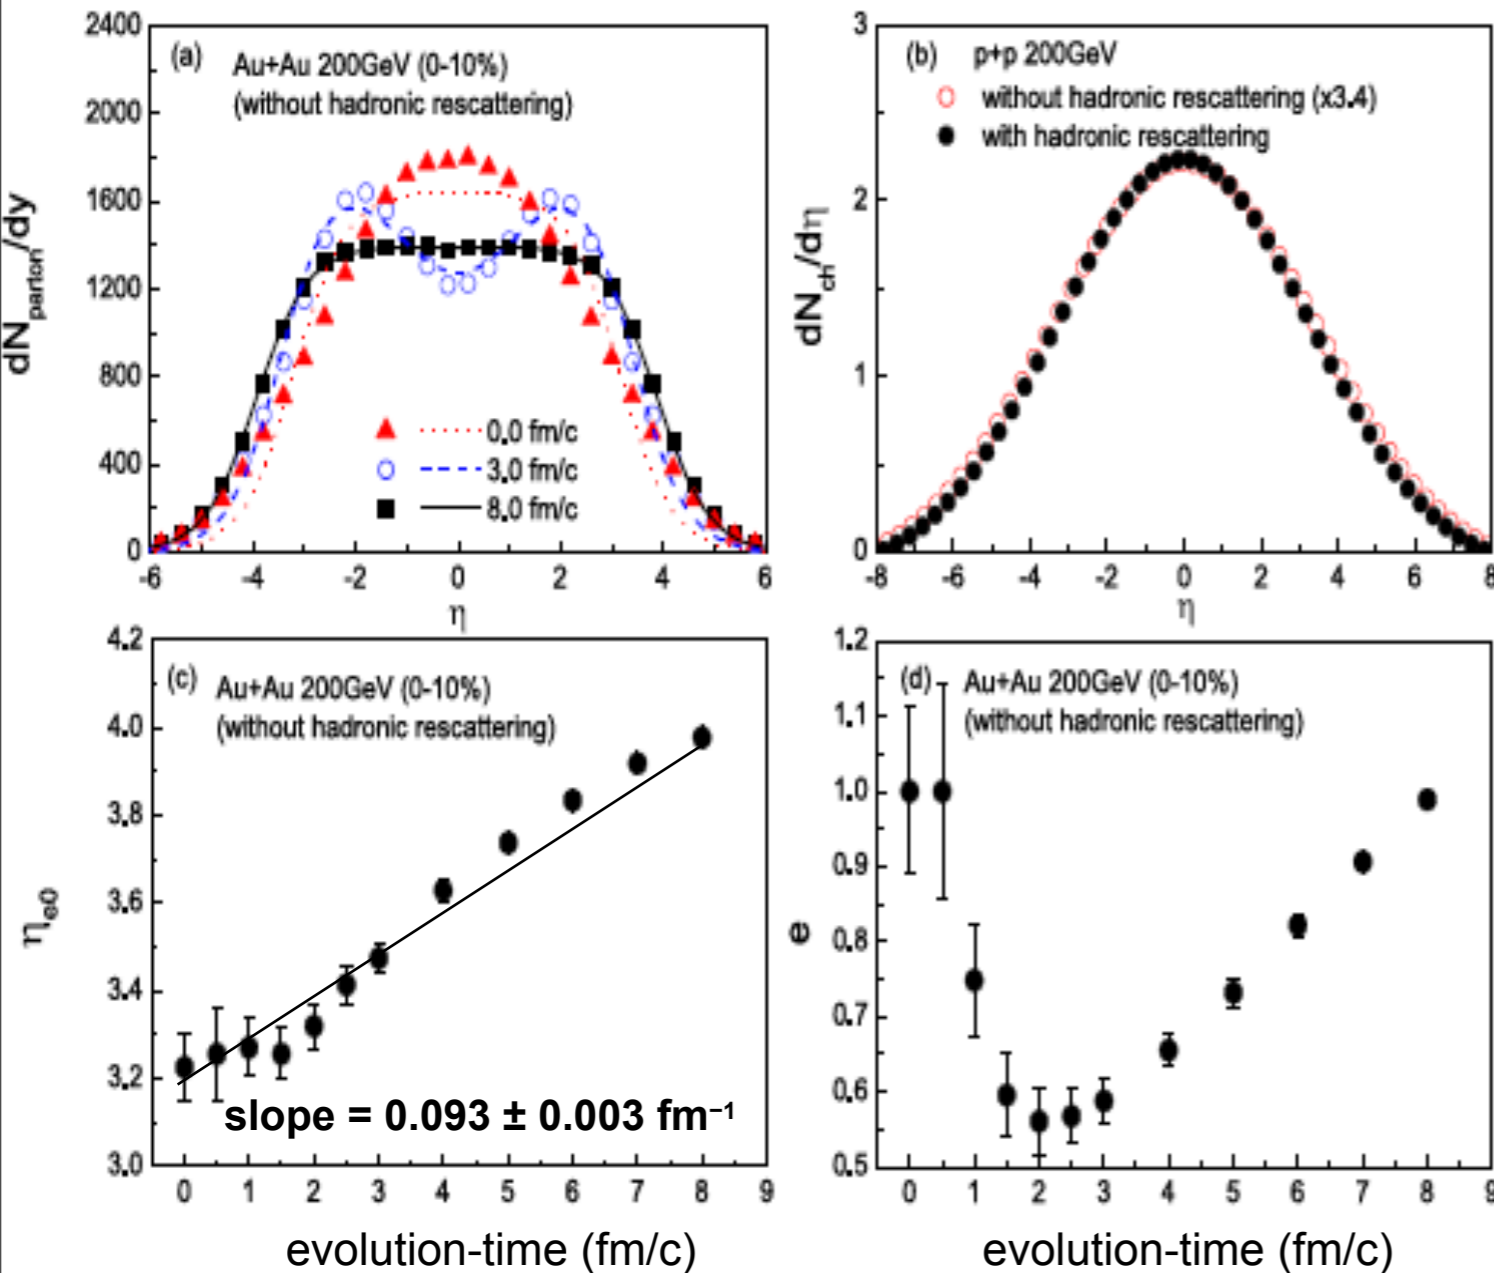 (a) Au+Au 200GeV (0-10%)
(without hadronic rescattering)
dN_parton/dy
2400
2000
1600
1200
800
400
0
0.0 fm/c
3.0 fm/c
8.0 fm/c
-6 -4 -2 0 2 4 6
η
(b) p+p 200GeV
without hadronic rescattering (x3.4)
with hadronic rescattering
dN_ch/dη
3
2
1
0
-8 -6 -4 -2 0 2 4 6 8
η
(c) Au+Au 200GeV (0-10%)
(without hadronic rescattering)
η_e0
4.2
4.0
3.8
3.6
3.4
3.2
3.0
slope = 0.093 ± 0.003 fm⁻¹
0 1 2 3 4 5 6 7 8 9
evolution-time (fm/c)
(d) Au+Au 200GeV (0-10%)
(without hadronic rescattering)
e
1.2
1.1
1.0
0.9
0.8
0.7
0.6
0.5
0 1 2 3 4 5 6 7 8 9
evolution-time (fm/c)